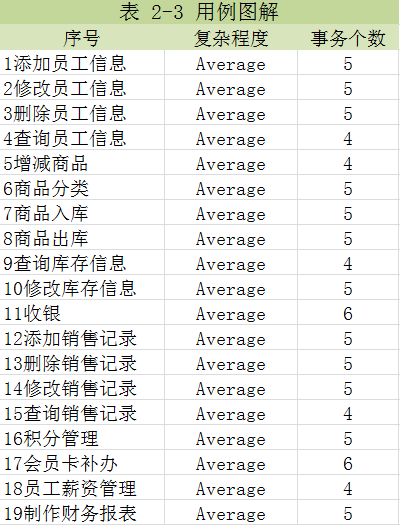 表 2-3 用例图解
序号 复杂程度 事务个数
1添加员工信息 Average 5
2修改员工信息 Average 5
3删除员工信息 Average 5
4查询员工信息 Average 4
5增减商品 Average 4
6商品分类 Average 5
7商品入库 Average 5
8商品出库 Average 5
9查询库存信息 Average 4
10修改库存信息 Average 5
11收银 Average 6
12添加销售记录 Average 5
13删除销售记录 Average 5
14修改销售记录 Average 5
15查询销售记录 Average 4
16积分管理 Average 5
17会员卡补办 Average 6
18员工薪资管理 Average 4
19制作财务报表 Average 5